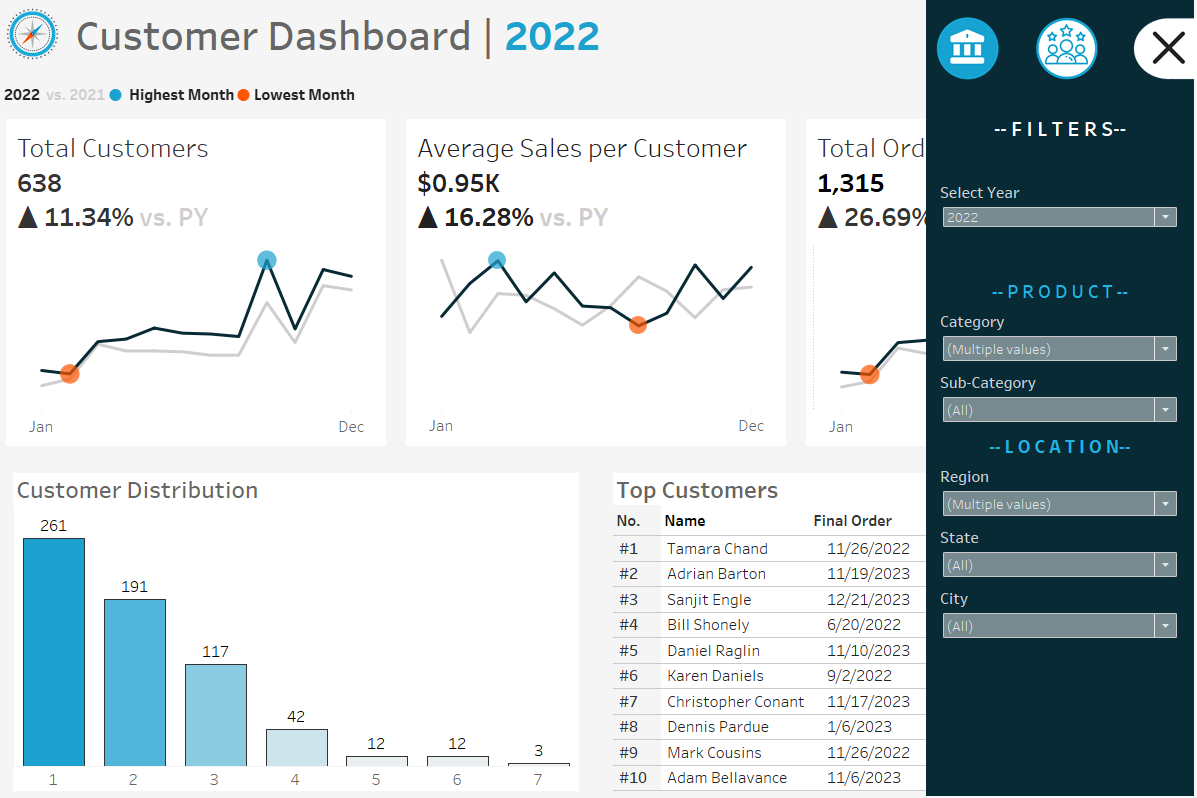 Customer Dashboard | 2022
2022 vs. 2021 Highest Month Lowest Month
Total Customers
638
▲ 11.34% vs. PY
Jan Dec
Average Sales per Customer
$0.95K
▲ 16.28% vs. PY
Jan Dec
Total Ord
1,315
▲ 26.69%
Jan
Customer Distribution
261
191
117
42
12
12
3
1 2 3 4 5 6 7
Top Customers
No. Name Final Order
#1 Tamara Chand 11/26/2022
#2 Adrian Barton 11/19/2023
#3 Sanjit Engle 12/21/2023
#4 Bill Shonely 6/20/2022
#5 Daniel Raglin 11/10/2023
#6 Karen Daniels 9/2/2022
#7 Christopher Conant 11/17/2023
#8 Dennis Pardue 1/6/2023
#9 Mark Cousins 11/26/2022
#10 Adam Bellavance 11/6/2023
--FILTERS--
Select Year
2022
--PRODUCT--
Category
(Multiple values)
Sub-Category
(All)
--LOCATION--
Region
(Multiple values)
State
(All)
City
(All)